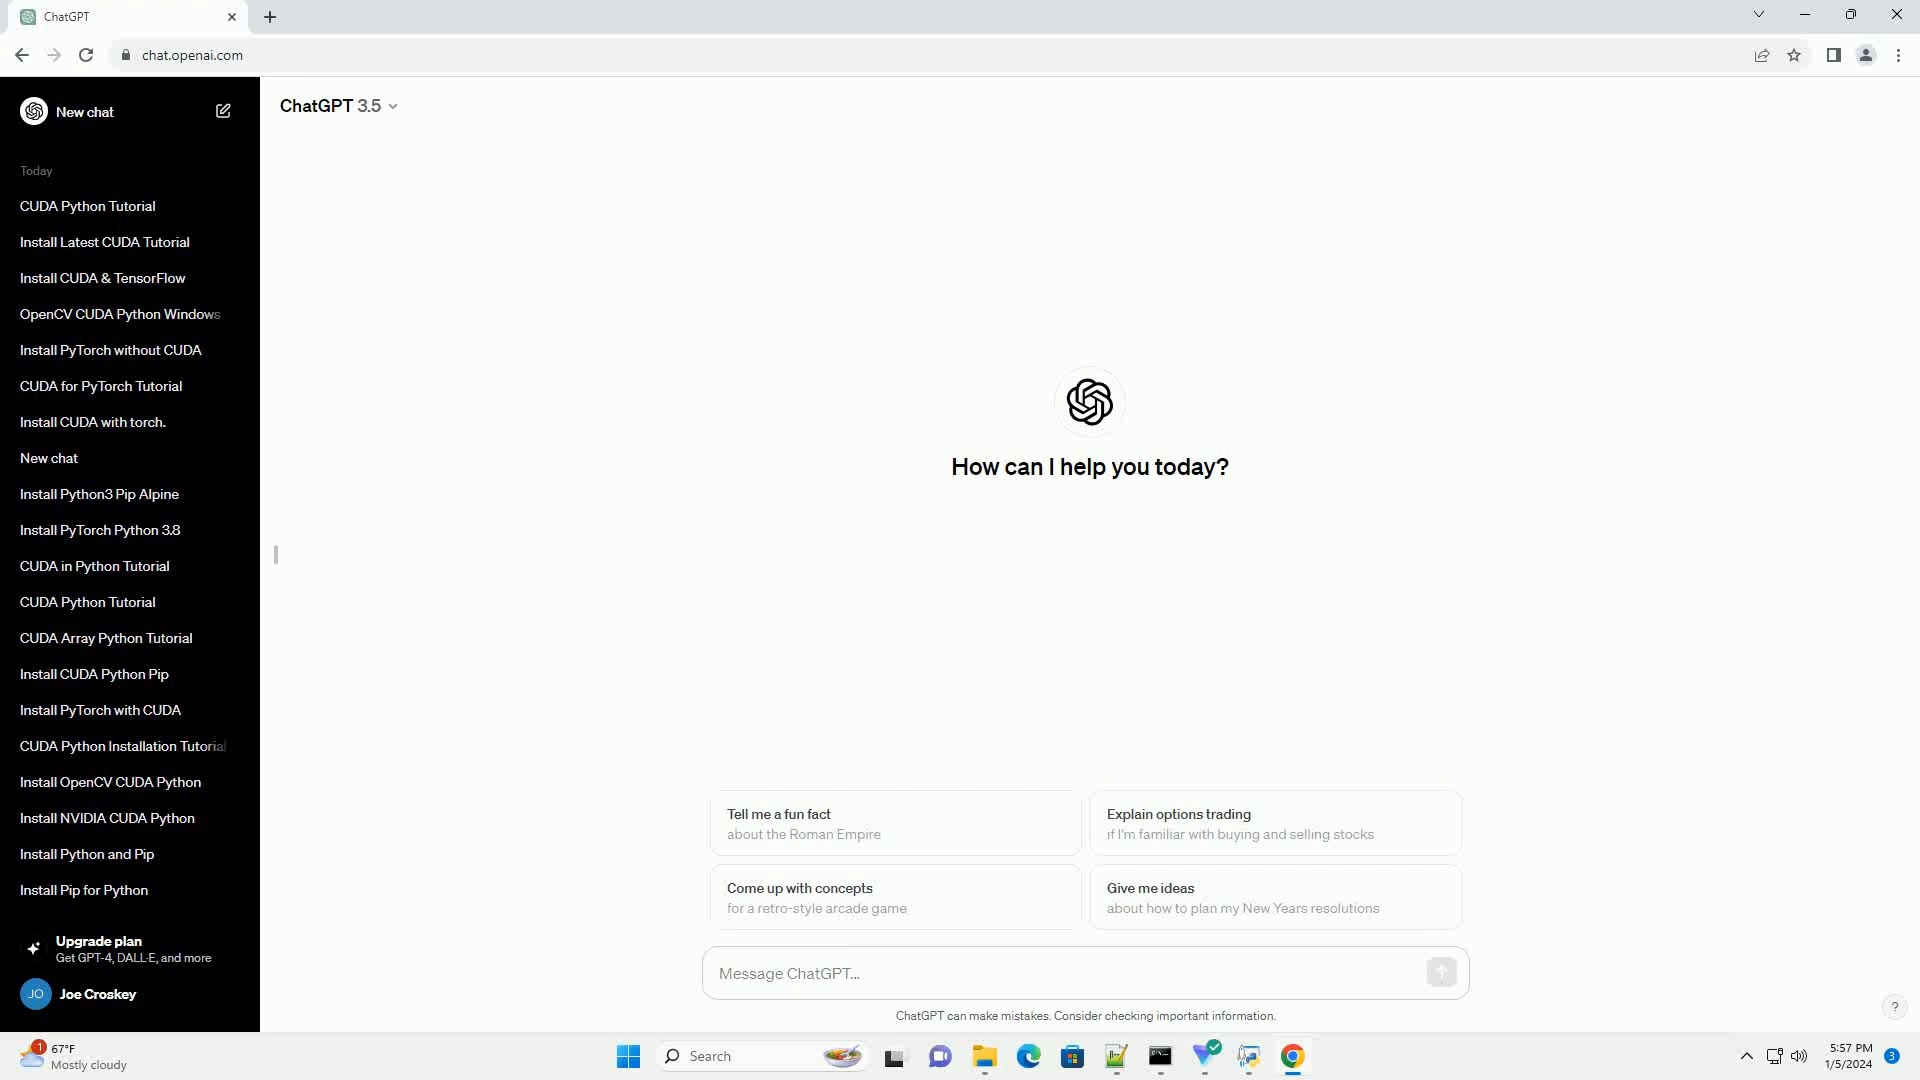 ChatGPT
chat.openai.com
New chat
ChatGPT 3.5
Today
CUDA Python Tutorial
Install Latest CUDA Tutorial
Install CUDA & TensorFlow
OpenCV CUDA Python Windows
Install PyTorch without CUDA
CUDA for PyTorch Tutorial
Install CUDA with torch.
New chat
Install Python3 Pip Alpine
Install PyTorch Python 3.8
CUDA in Python Tutorial
CUDA Python Tutorial
CUDA Array Python Tutorial
Install CUDA Python Pip
Install PyTorch with CUDA
CUDA Python Installation Tutorial
Install OpenCV CUDA Python
Install NVIDIA CUDA Python
Install Python and Pip
Install Pip for Python
Upgrade plan
Get GPT-4, DALL·E, and more
JO
Joe Croskey
How can I help you today?
Tell me a fun fact
about the Roman Empire
Explain options trading
if I'm familiar with buying and selling stocks
Come up with concepts
for a retro-style arcade game
Give me ideas
about how to plan my New Years resolutions
Message ChatGPT...
ChatGPT can make mistakes. Consider checking important information.
?
1
67°F
Mostly cloudy
Search
5:57 PM
1/5/2024
3